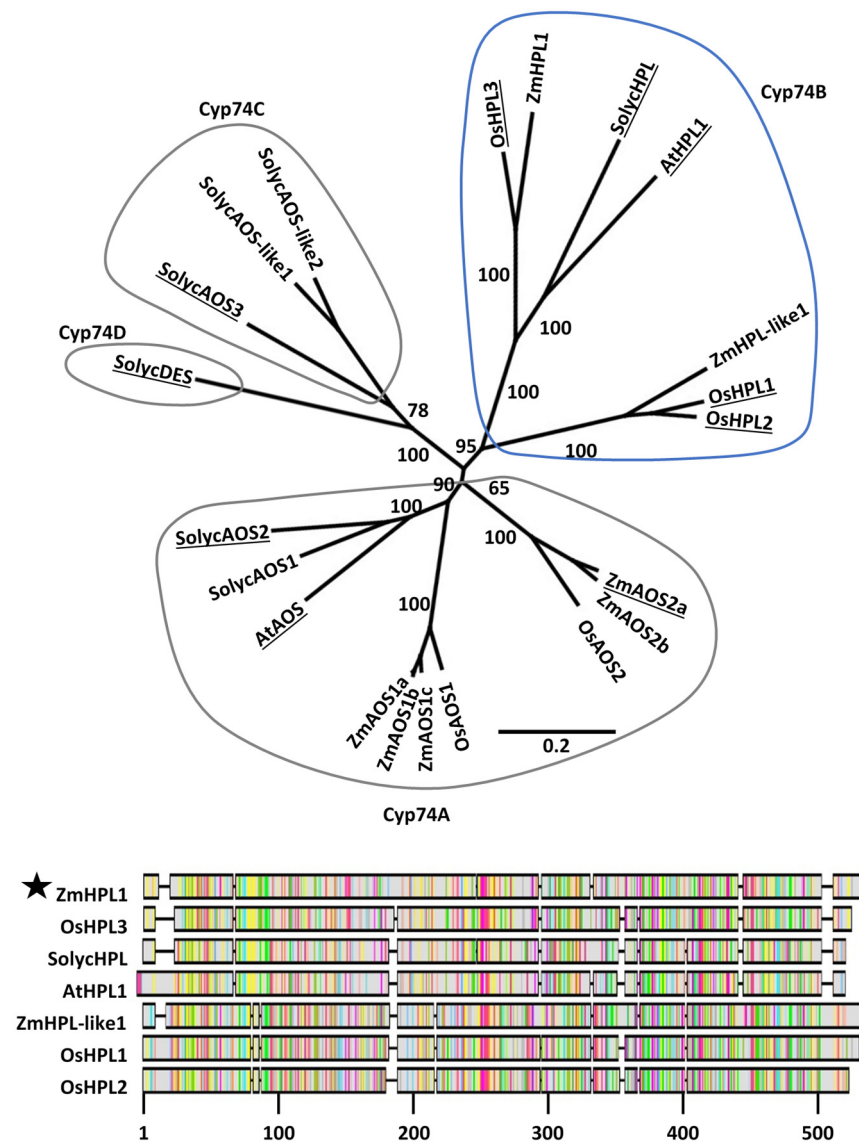 Cyp74C
Cyp74B
Cyp74D
Cyp74A
OsHPL3
ZmHPL1
SolycHPL
AtHPL1
SolycAOS-like2
SolycAOS-like1
SolycAOS3
SolycDES
ZmHPL-like1
OsHPL1
OsHPL2
100
100
100
78
100
95
100
90
65
100
100
100
SolycAOS2
SolycAOS1
AtAOS
ZmAOS2a
ZmAOS2b
OsAOS2
ZmAOS1a
ZmAOS1b
ZmAOS1c
OsAOS1
0.2
ZmHPL1
OsHPL3
SolycHPL
AtHPL1
ZmHPL-like1
OsHPL1
OsHPL2
1 100 200 300 400 500